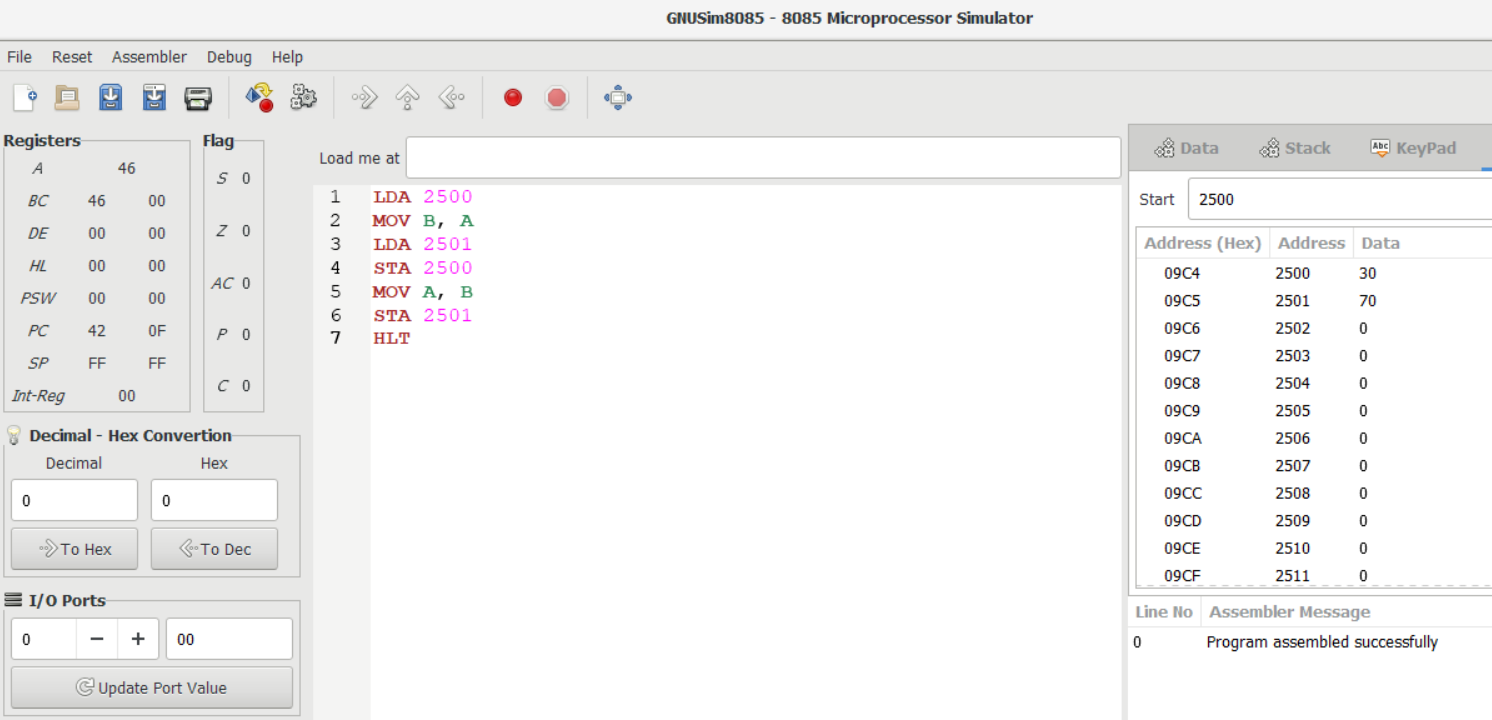 GNUSim8085 - 8085 Microprocessor Simulator
File Reset Assembler Debug Help
Registers
A 46
BC 46 00
DE 00 00
HL 00 00
PSW 00 00
PC 42 0F
SP FF FF
Int-Reg 00
Flag
S 0
Z 0
AC 0
P 0
C 0
Decimal - Hex Convertion
Decimal Hex
0 0
To Hex To Dec
I/O Ports
0 − + 00
Update Port Value
Load me at
1 LDA 2500
2 MOV B, A
3 LDA 2501
4 STA 2500
5 MOV A, B
6 STA 2501
7 HLT
Data Stack Abc KeyPad
Start 2500
Address (Hex) Address Data
09C4 2500 30
09C5 2501 70
09C6 2502 0
09C7 2503 0
09C8 2504 0
09C9 2505 0
09CA 2506 0
09CB 2507 0
09CC 2508 0
09CD 2509 0
09CE 2510 0
09CF 2511 0
Line No Assembler Message
0 Program assembled successfully